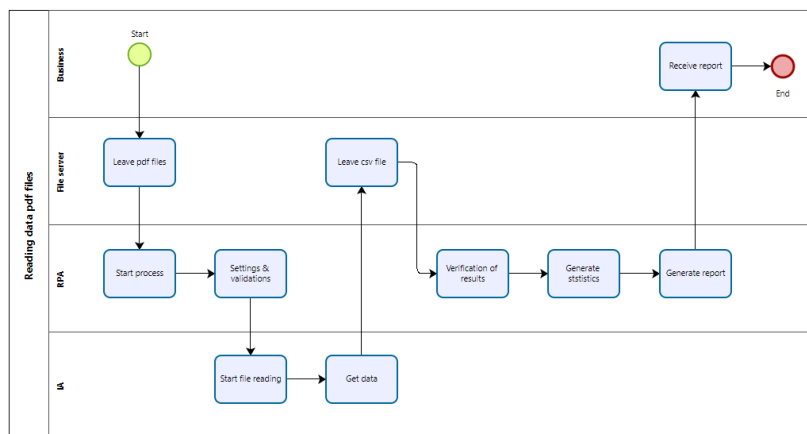 Reading data pdf files
Business
Start
Receive report
End
File server
Leave pdf files
Leave csv file
RPA
Start process
Settings &
validations
Verification of
results
Generate
ststistics
Generate report
IA
Start file reading
Get data